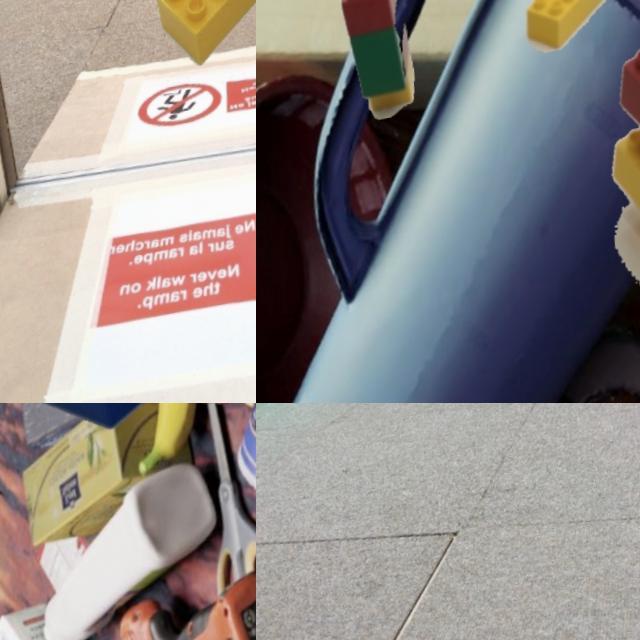 Ne jamais marcher
sur la rampe.
Never walk on
the ramp.